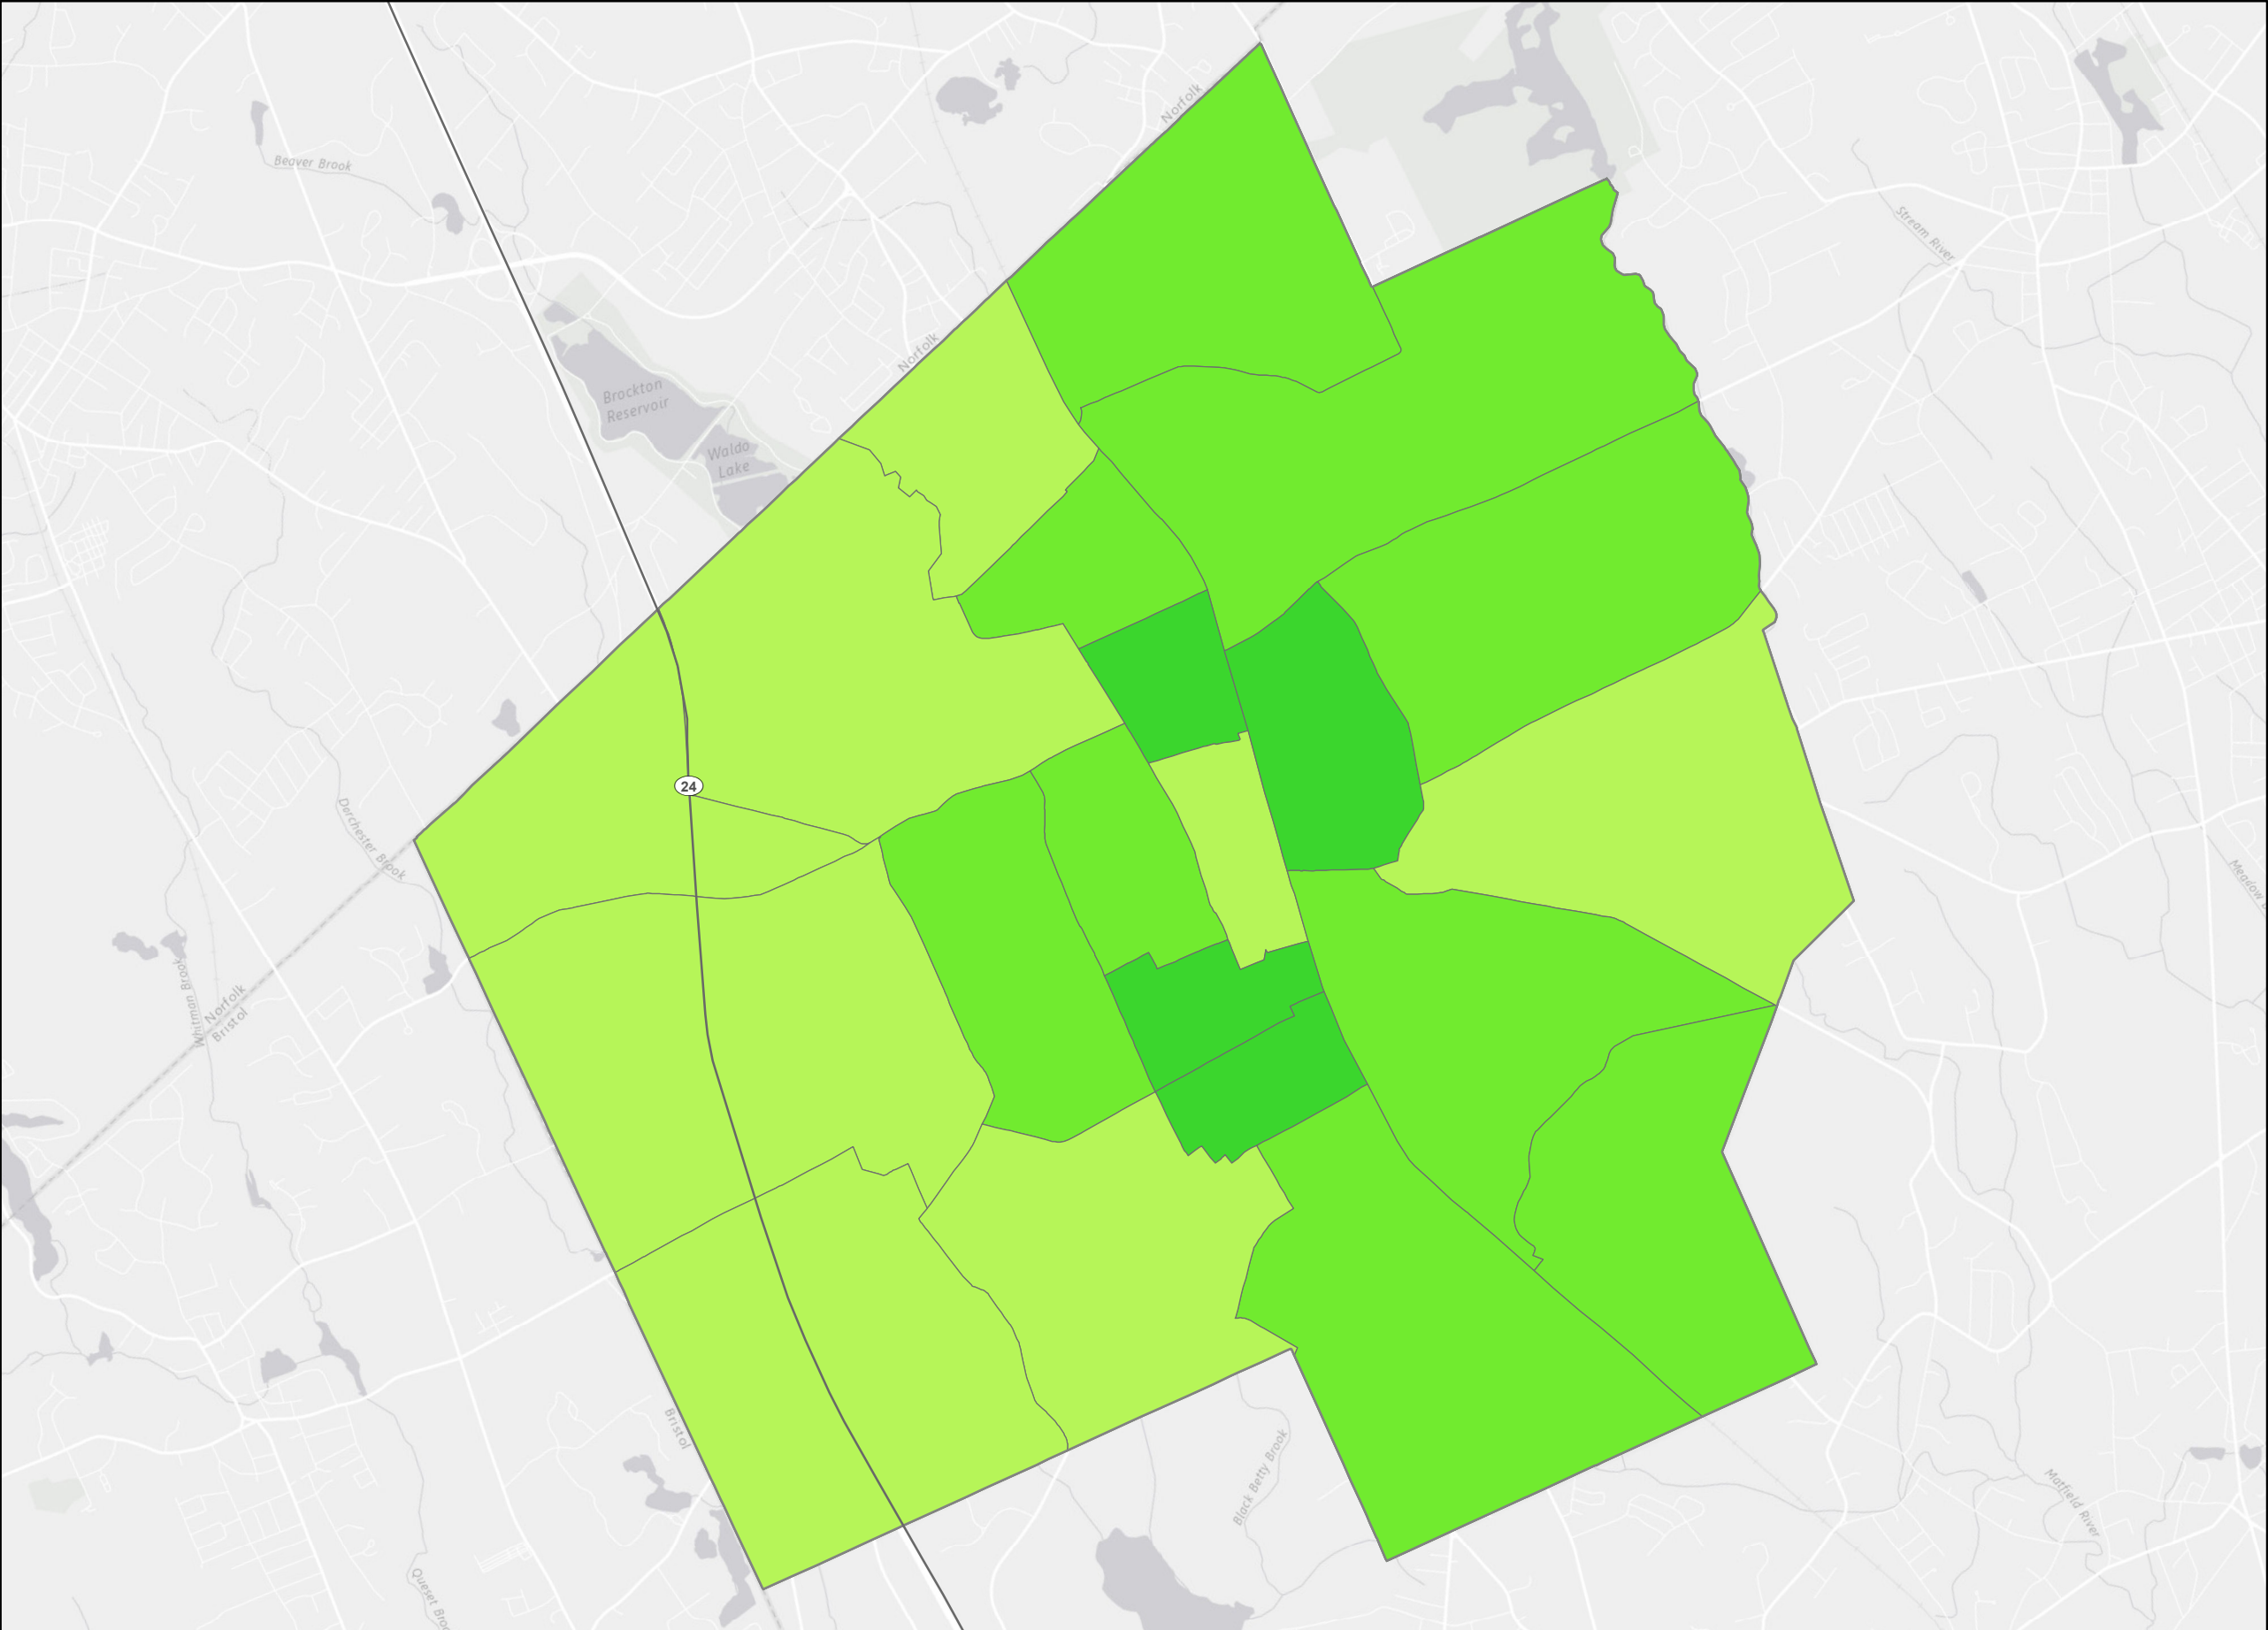 Norfolk
Beaver Brook
Stream River
Norfolk
Brockton
Reservoir
Waldo
Lake
24
Dorchester Brook
Meadow B
Whitman Brook
Norfolk
Bristol
Bristol
Black Betty Brook
Matfield River
Queset Broo